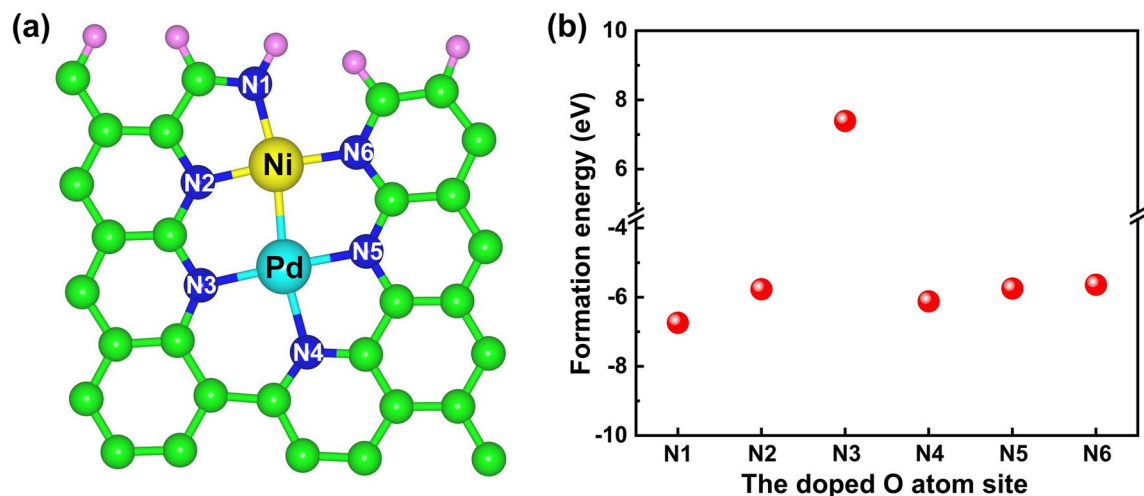 (a)
N1
Ni
N6
N2
Pd
N5
N3
N4
(b)
Formation energy (eV)
10
8
6
-4
-6
-8
-10
N1 N2 N3 N4 N5 N6
The doped O atom site